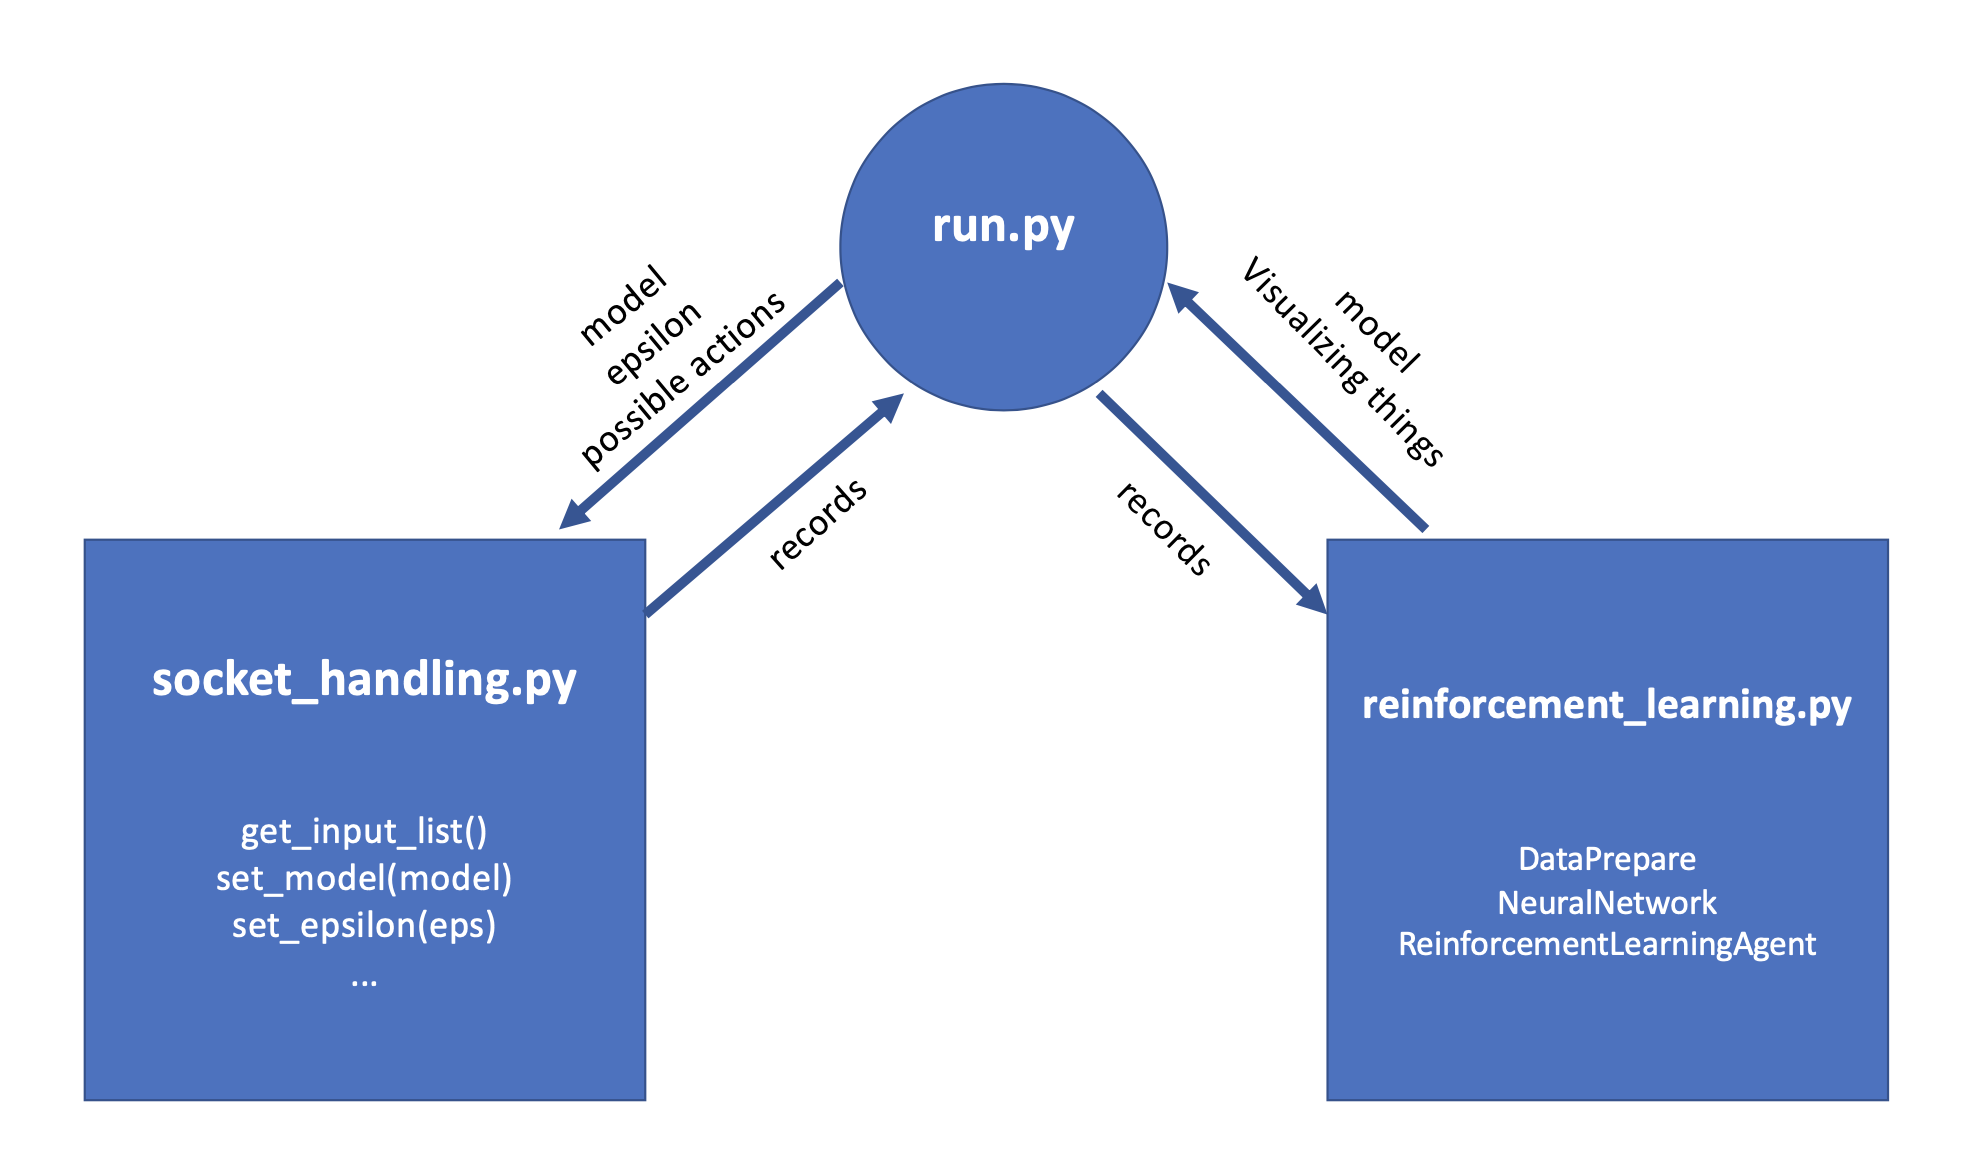 run.py
model
epsilon
possible actions
records
model
Visualizing things
records
socket_handling.py
get_input_list()
set_model(model)
set_epsilon(eps)
...
reinforcement_learning.py
DataPrepare
NeuralNetwork
ReinforcementLearningAgent